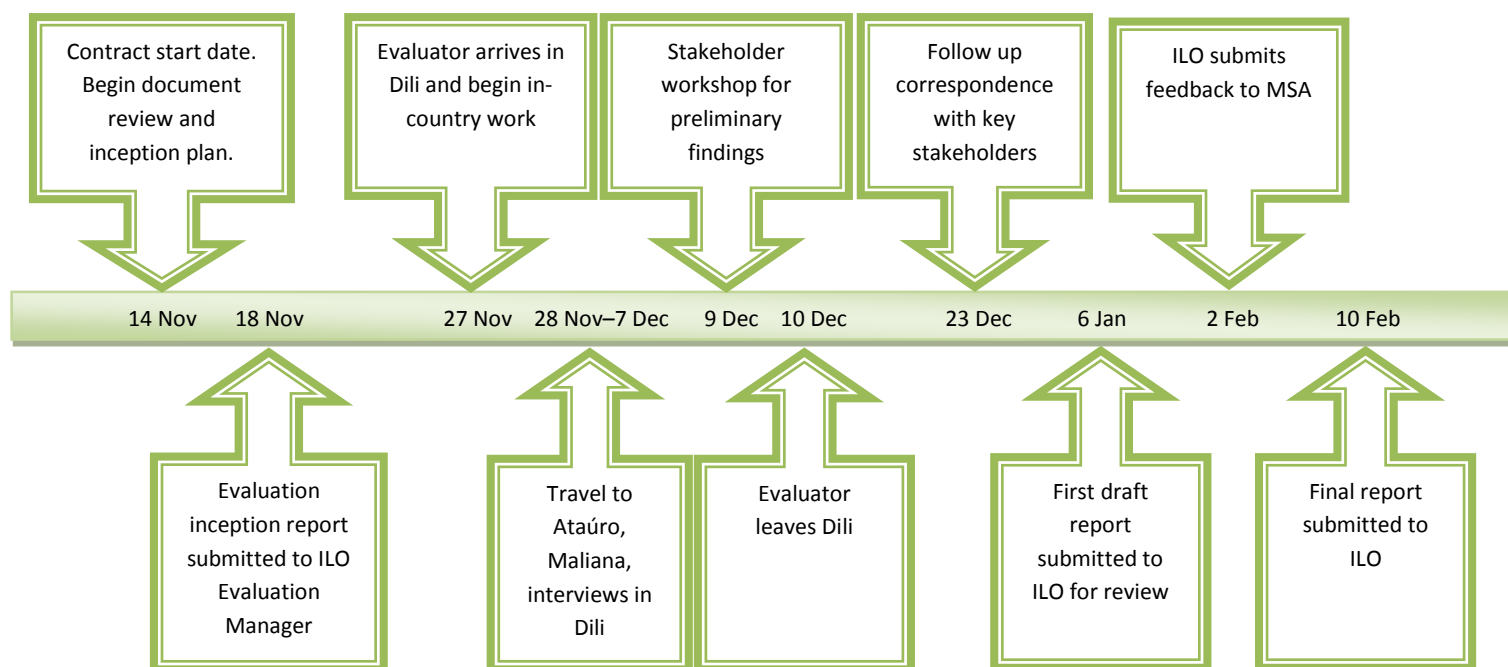 Contract start date.
Begin document
review and
inception plan.
Evaluator arrives in
Dili and begin in-
country work
Stakeholder
workshop for
preliminary
findings
Follow up
correspondence
with key
stakeholders
ILO submits
feedback to MSA
14 Nov 18 Nov 27 Nov 28 Nov–7 Dec 9 Dec 10 Dec 23 Dec 6 Jan 2 Feb 10 Feb
Evaluation
inception report
submitted to ILO
Evaluation
Manager
Travel to
Ataúro,
Maliana,
interviews in
Dili
Evaluator
leaves Dili
First draft
report
submitted to
ILO for review
Final report
submitted to
ILO